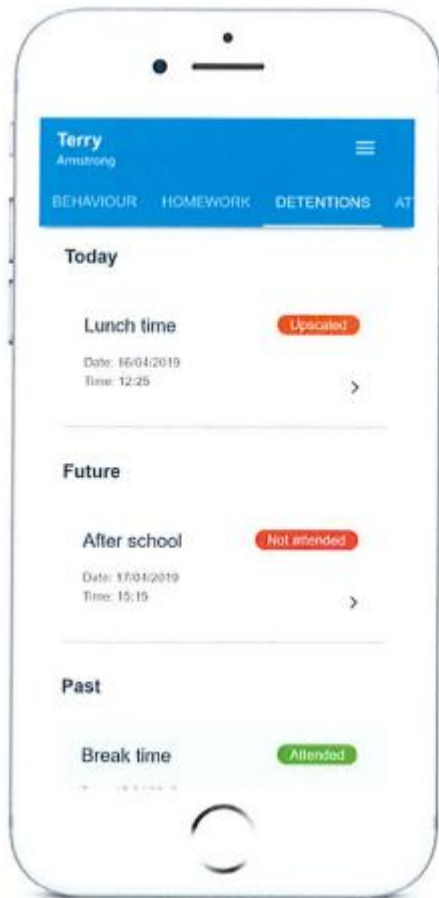 Terry
Armstrong
BEHAVIOUR HOMEWORK DETENTIONS AT
Today
Lunch time Upscaled
Date: 16/04/2019
Time: 12:25
Future
After school Not attended
Date: 17/04/2019
Time: 15:15
Past
Break time Attended